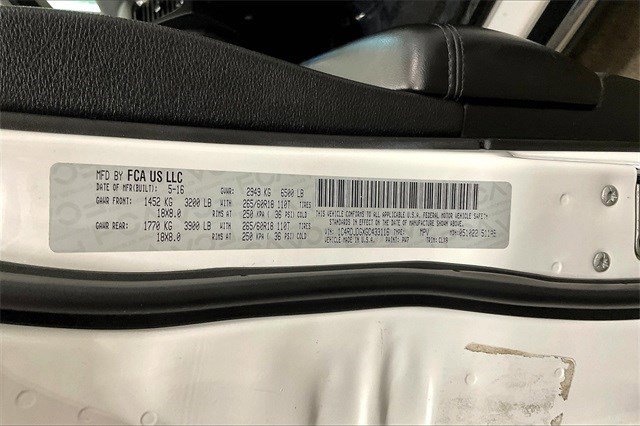 MFD BY FCA US LLC
DATE OF MFR(BUILT): 5-16 GVWR: 2949 KG 6500 LB
GAWR FRONT: 1452 KG 3200 LB WITH 265/60R18 110T TIRES
18X8.0 RIMS AT 250 KPA ( 36 PSI) COLD
GAWR REAR: 1770 KG 3900 LB WITH 265/60R18 110T TIRES
18X8.0 RIMS AT 250 KPA ( 36 PSI) COLD
THIS VEHICLE CONFORMS TO ALL APPLICABLE U.S.A. FEDERAL MOTOR VEHICLE SAFETY
STANDARDS IN EFFECT ON THE DATE OF MANUFACTURE SHOWN ABOVE.
VIN: TYPE: MPV MDH:
VEHICLE MADE IN U.S.A. PAINT: PW7 TRIM: